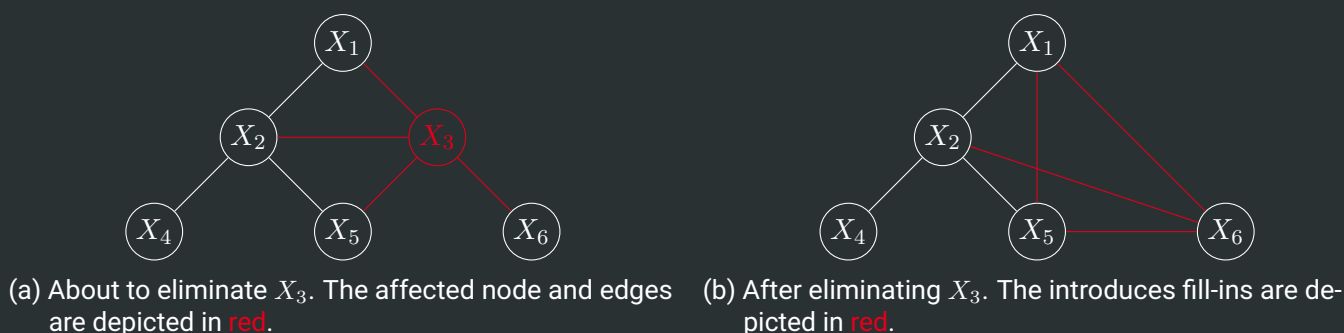 X₁
X₂
X₃
X₄
X₅
X₆
(a) About to eliminate X₃. The affected node and edges
are depicted in red.
X₁
X₂
X₄
X₅
X₆
(b) After eliminating X₃. The introduces fill-ins are de-
picted in red.